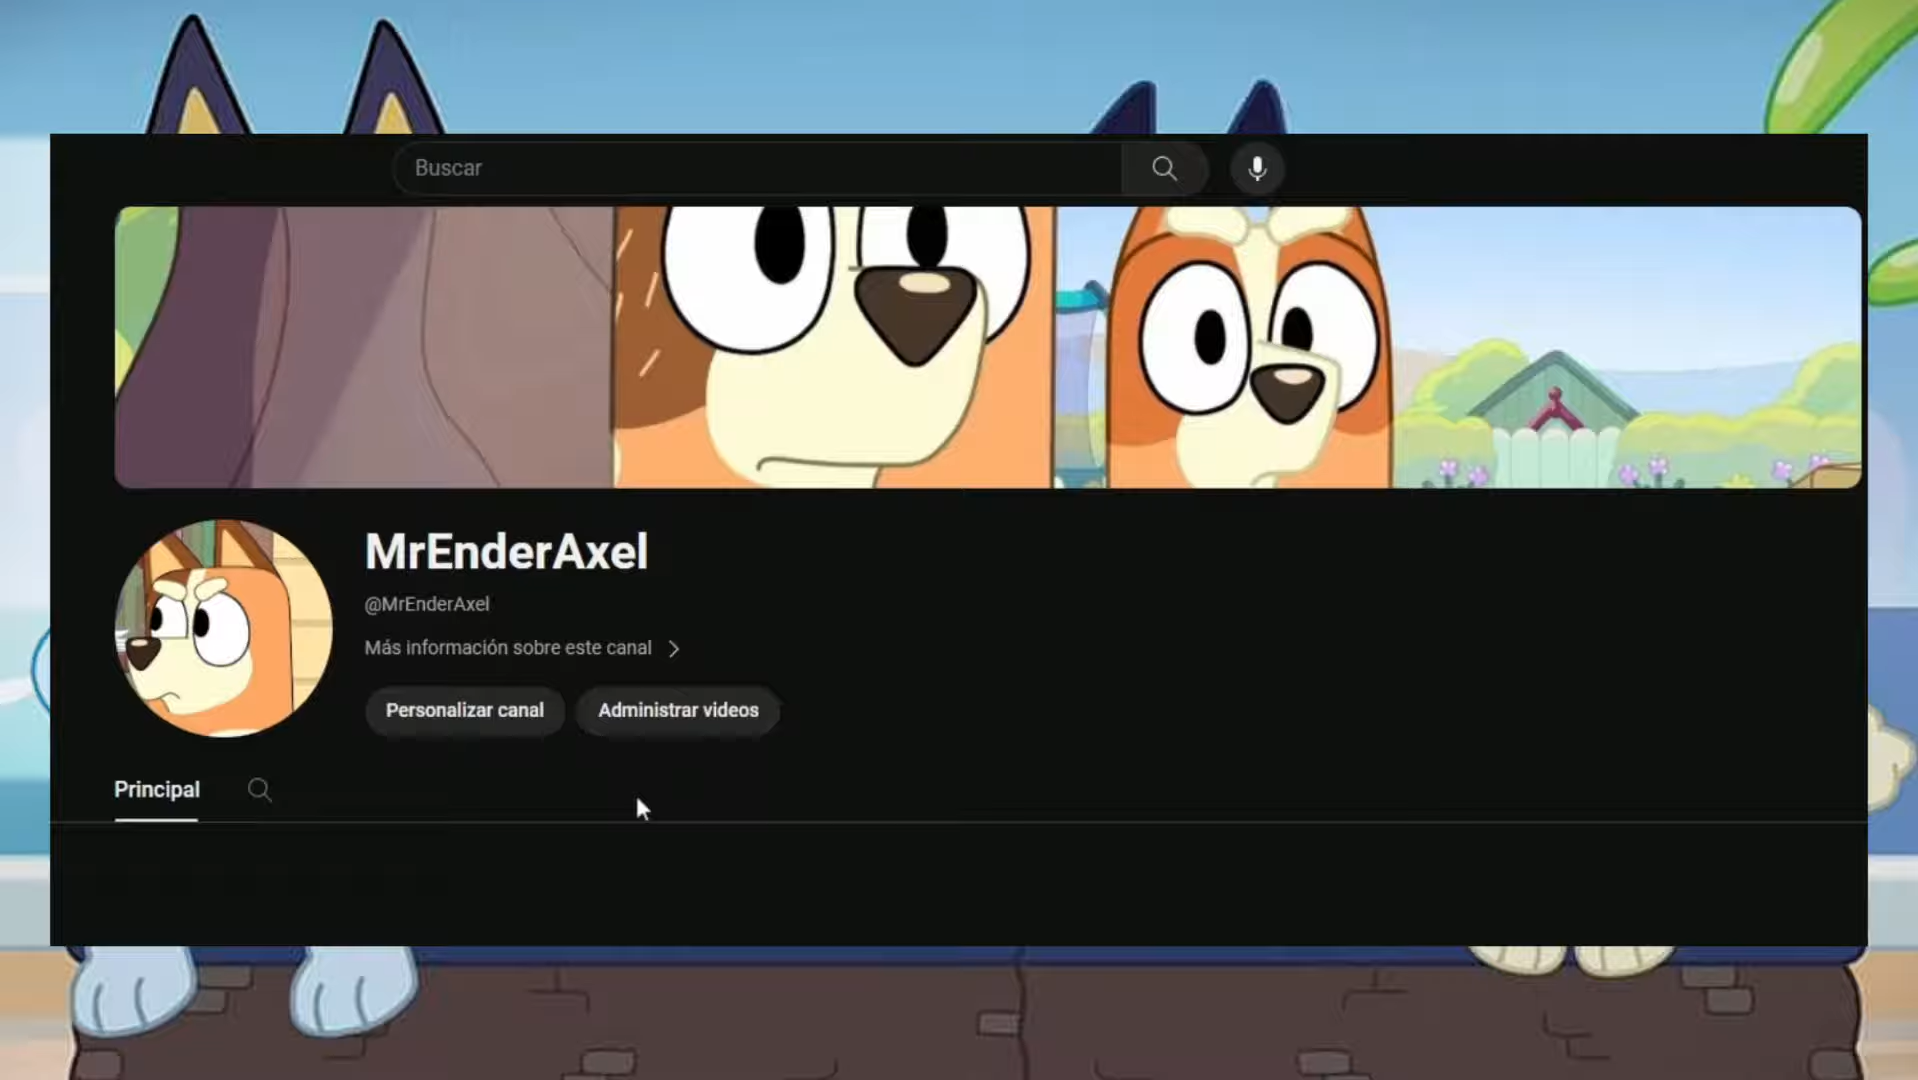 Buscar
MrEnderAxel
@MrEnderAxel
Más información sobre este canal
Personalizar canal
Administrar videos
Principal